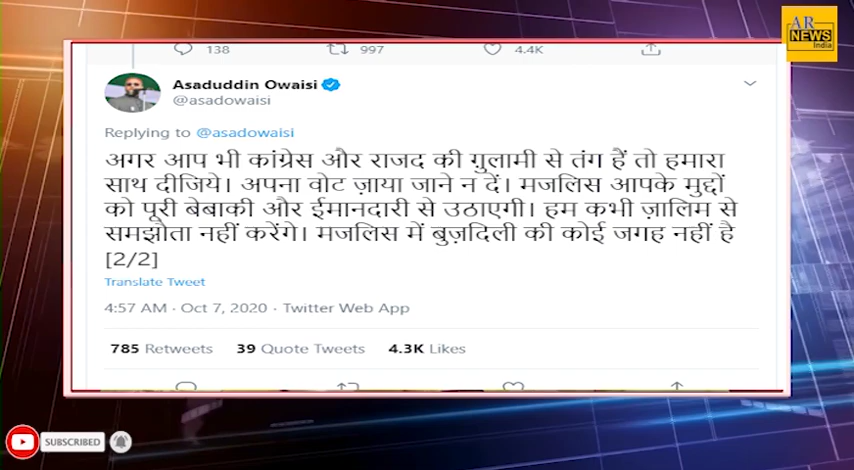 AR
NEWS
India
138 997 4.4K
Asaduddin Owaisi
@asadowaisi
Replying to @asadowaisi
अगर आप भी कांग्रेस और राजद की ग़ुलामी से तंग हैं तो हमारा
साथ दीजिये। अपना वोट ज़ाया जाने न दें। मजलिस आपके मुद्दों
को पूरी बेबाकी और ईमानदारी से उठाएगी। हम कभी ज़ालिम से
समझोता नहीं करेंगे। मजलिस में बुज़दिली की कोई जगह नहीं है
[2/2]
Translate Tweet
4:57 AM · Oct 7, 2020 · Twitter Web App
785 Retweets 39 Quote Tweets 4.3K Likes
SUBSCRIBED